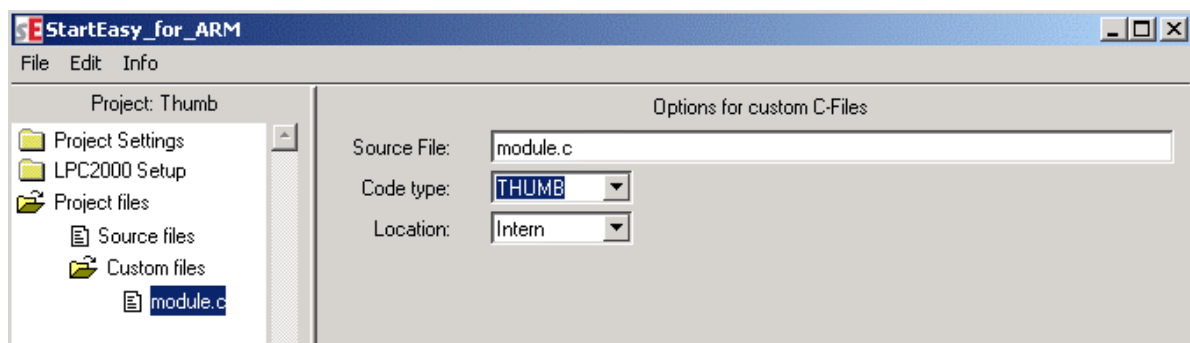 sE StartEasy_for_ARM
File Edit Info
Project: Thumb
Project Settings
LPC2000 Setup
Project files
Source files
Custom files
module.c
Options for custom C-Files
Source File: module.c
Code type: THUMB
Location: Intern